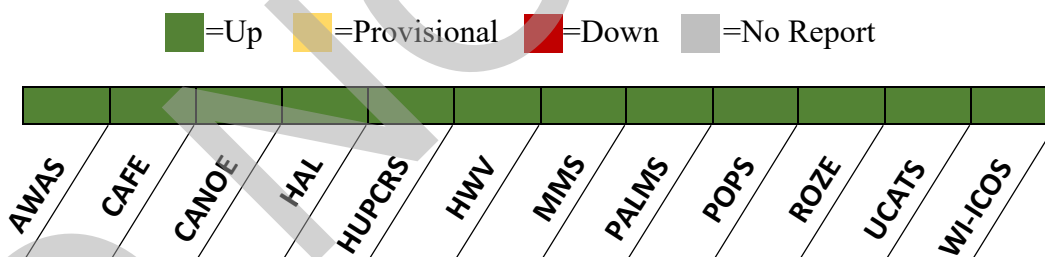 =Up =Provisional =Down =No Report
AWAS CAFE CANOE HAL HUPCRS HWV MMS PALMS POPS ROZE UCATS WI-ICOS